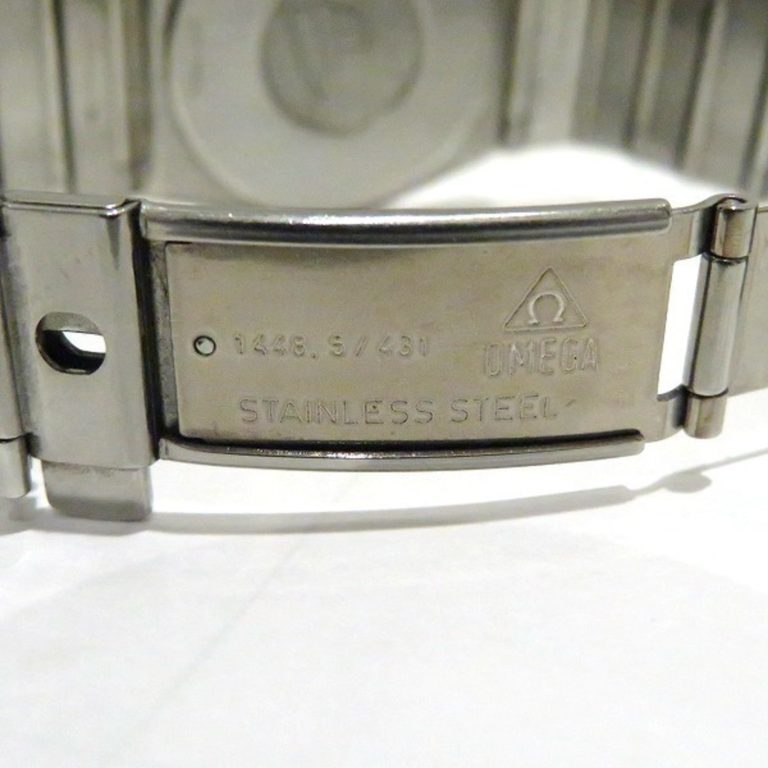 Ω
1448.5/431
OMEGA
STAINLESS STEEL